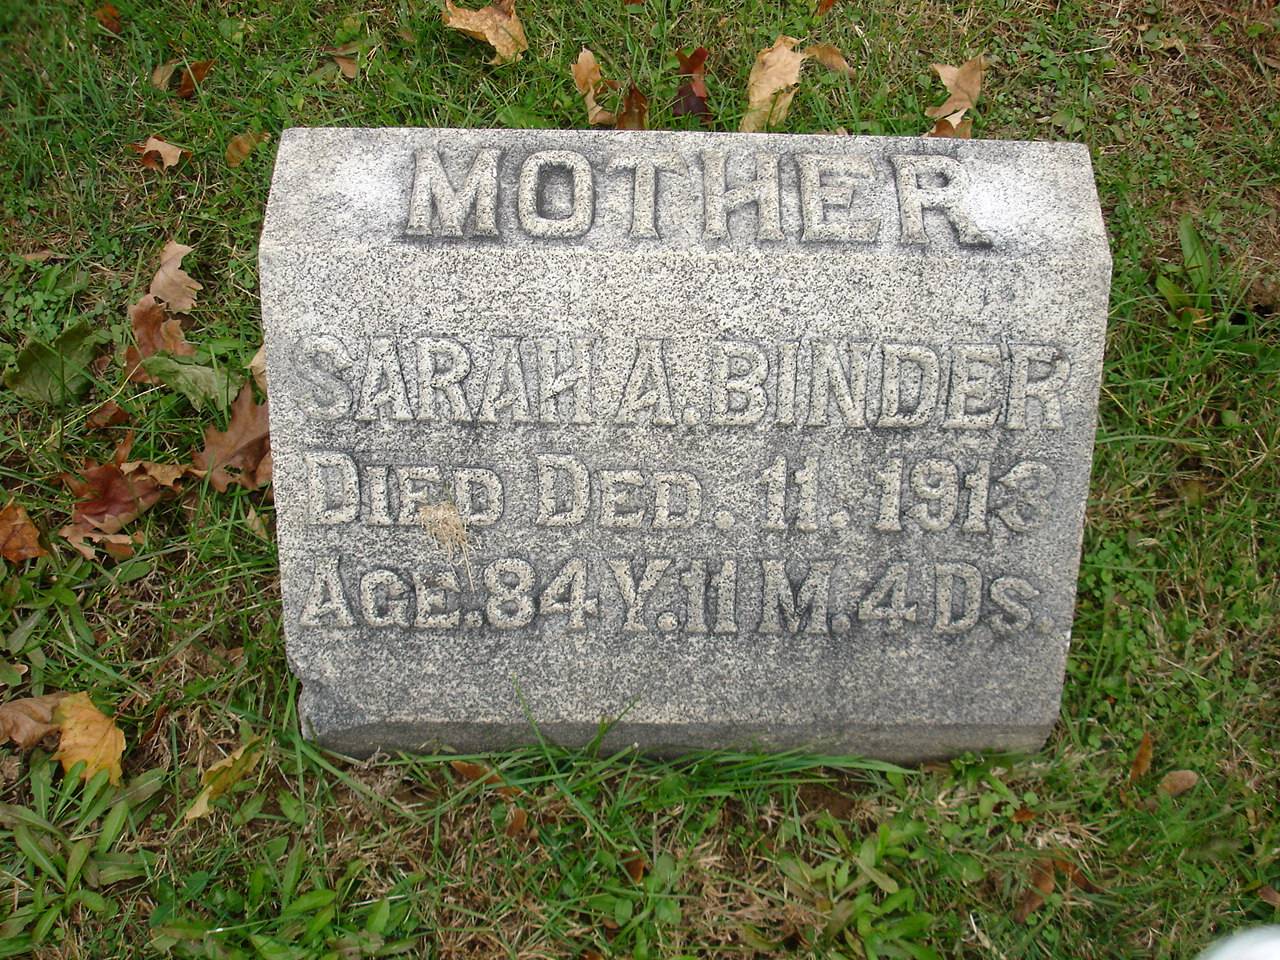 MOTHER
SARAH A. BINDER
DIED DED. 11. 1913
AGE. 84 Y. 11 M. 4 DS.